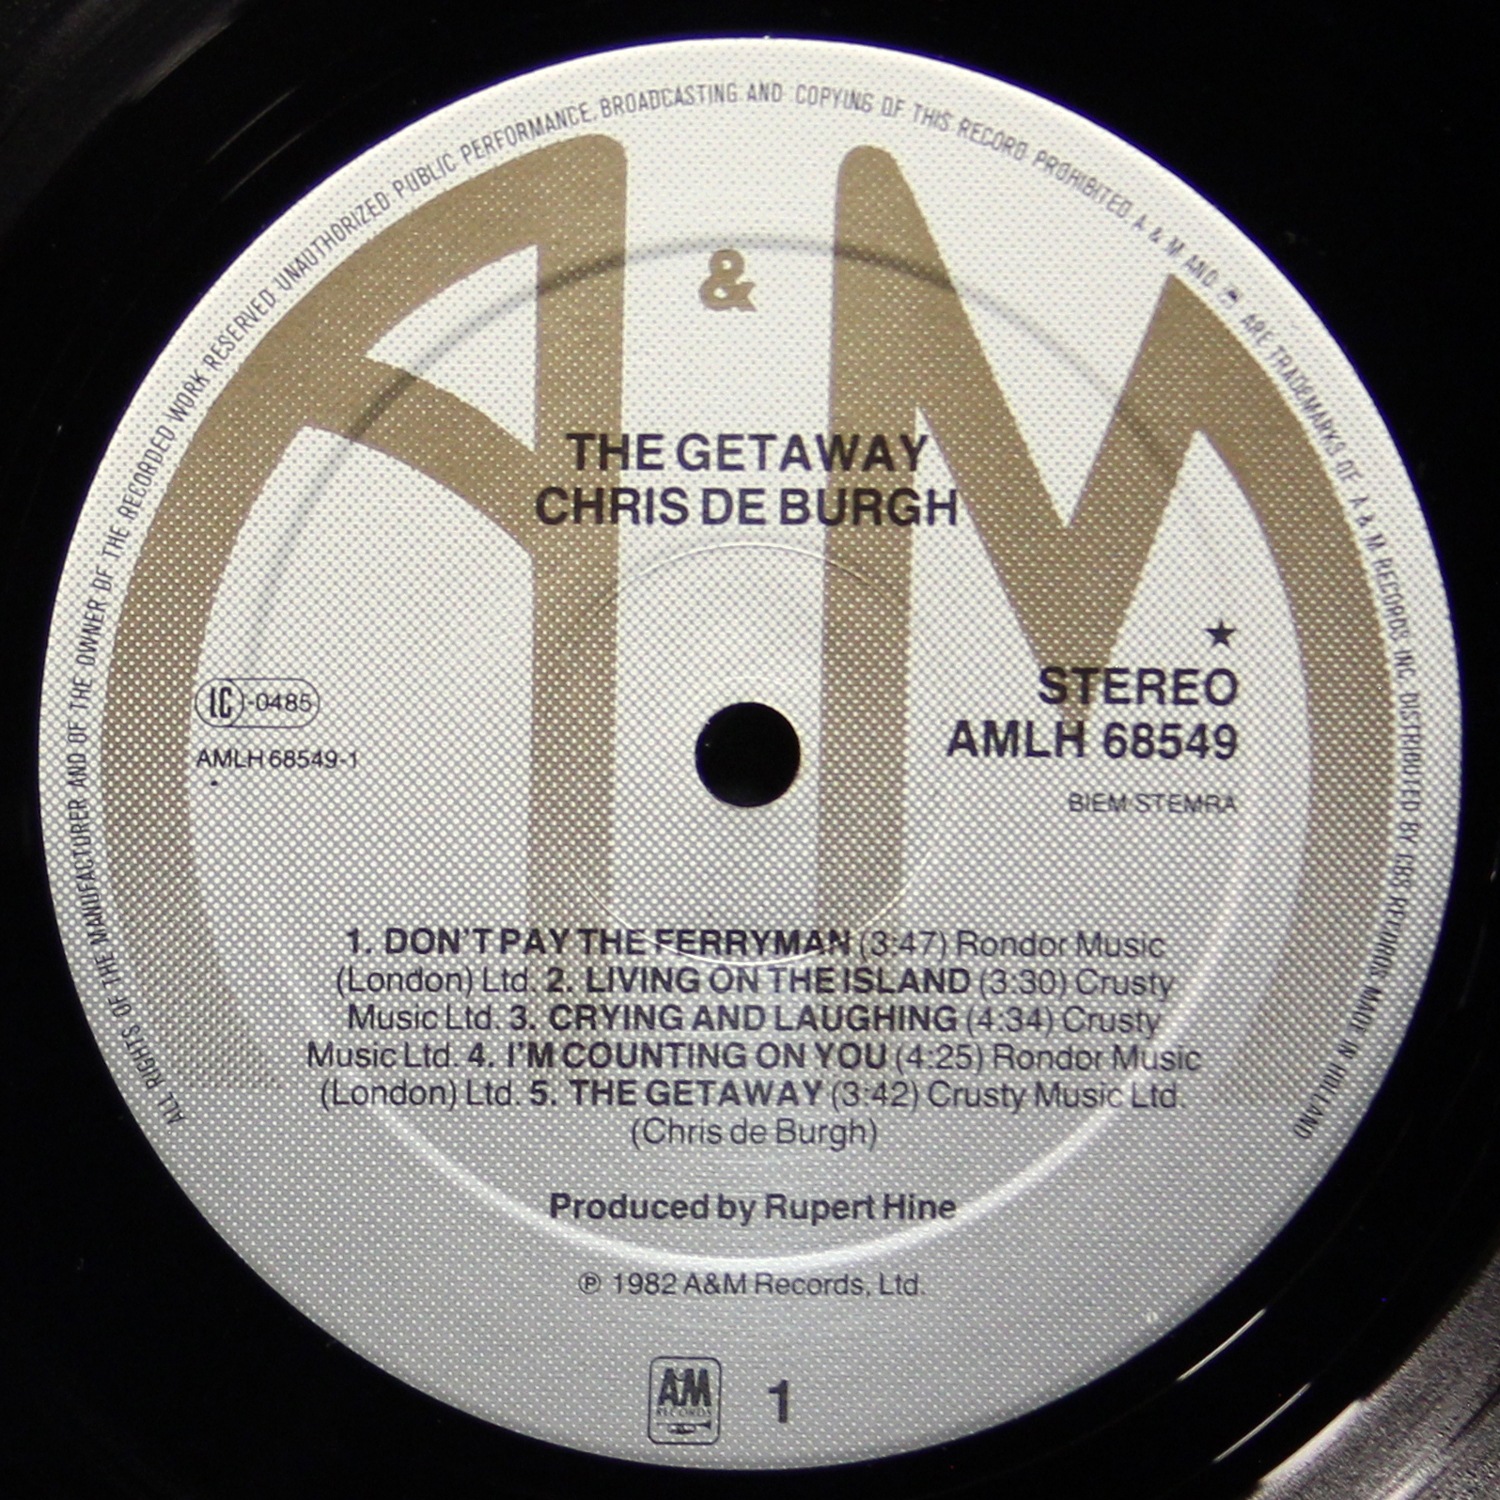 ALL RIGHTS OF THE MANUFACTURER AND OF THE OWNER OF THE RECORDED WORK RESERVED UNAUTHORIZED PUBLIC PERFORMANCE, BROADCASTING AND COPYING OF THIS RECORD PROHIBITED A & M AND ARE TRADEMARKS OF A & M RECORDS, INC. DISTRIBUTED BY CBS RECORDS MADE IN HOLLAND
A & M
THE GETAWAY
CHRIS DE BURGH
LC-0485
AMLH 68549-1
★
STEREO
AMLH 68549
BIEM/STEMRA
1. DON'T PAY THE FERRYMAN (3:47) Rondor Music
(London) Ltd. 2. LIVING ON THE ISLAND (3:30) Crusty
Music Ltd. 3. CRYING AND LAUGHING (4:34) Crusty
Music Ltd. 4. I'M COUNTING ON YOU (4:25) Rondor Music
(London) Ltd. 5. THE GETAWAY (3:42) Crusty Music Ltd.
(Chris de Burgh)
Produced by Rupert Hine
℗ 1982 A&M Records, Ltd.
A&M
RECORDS
1